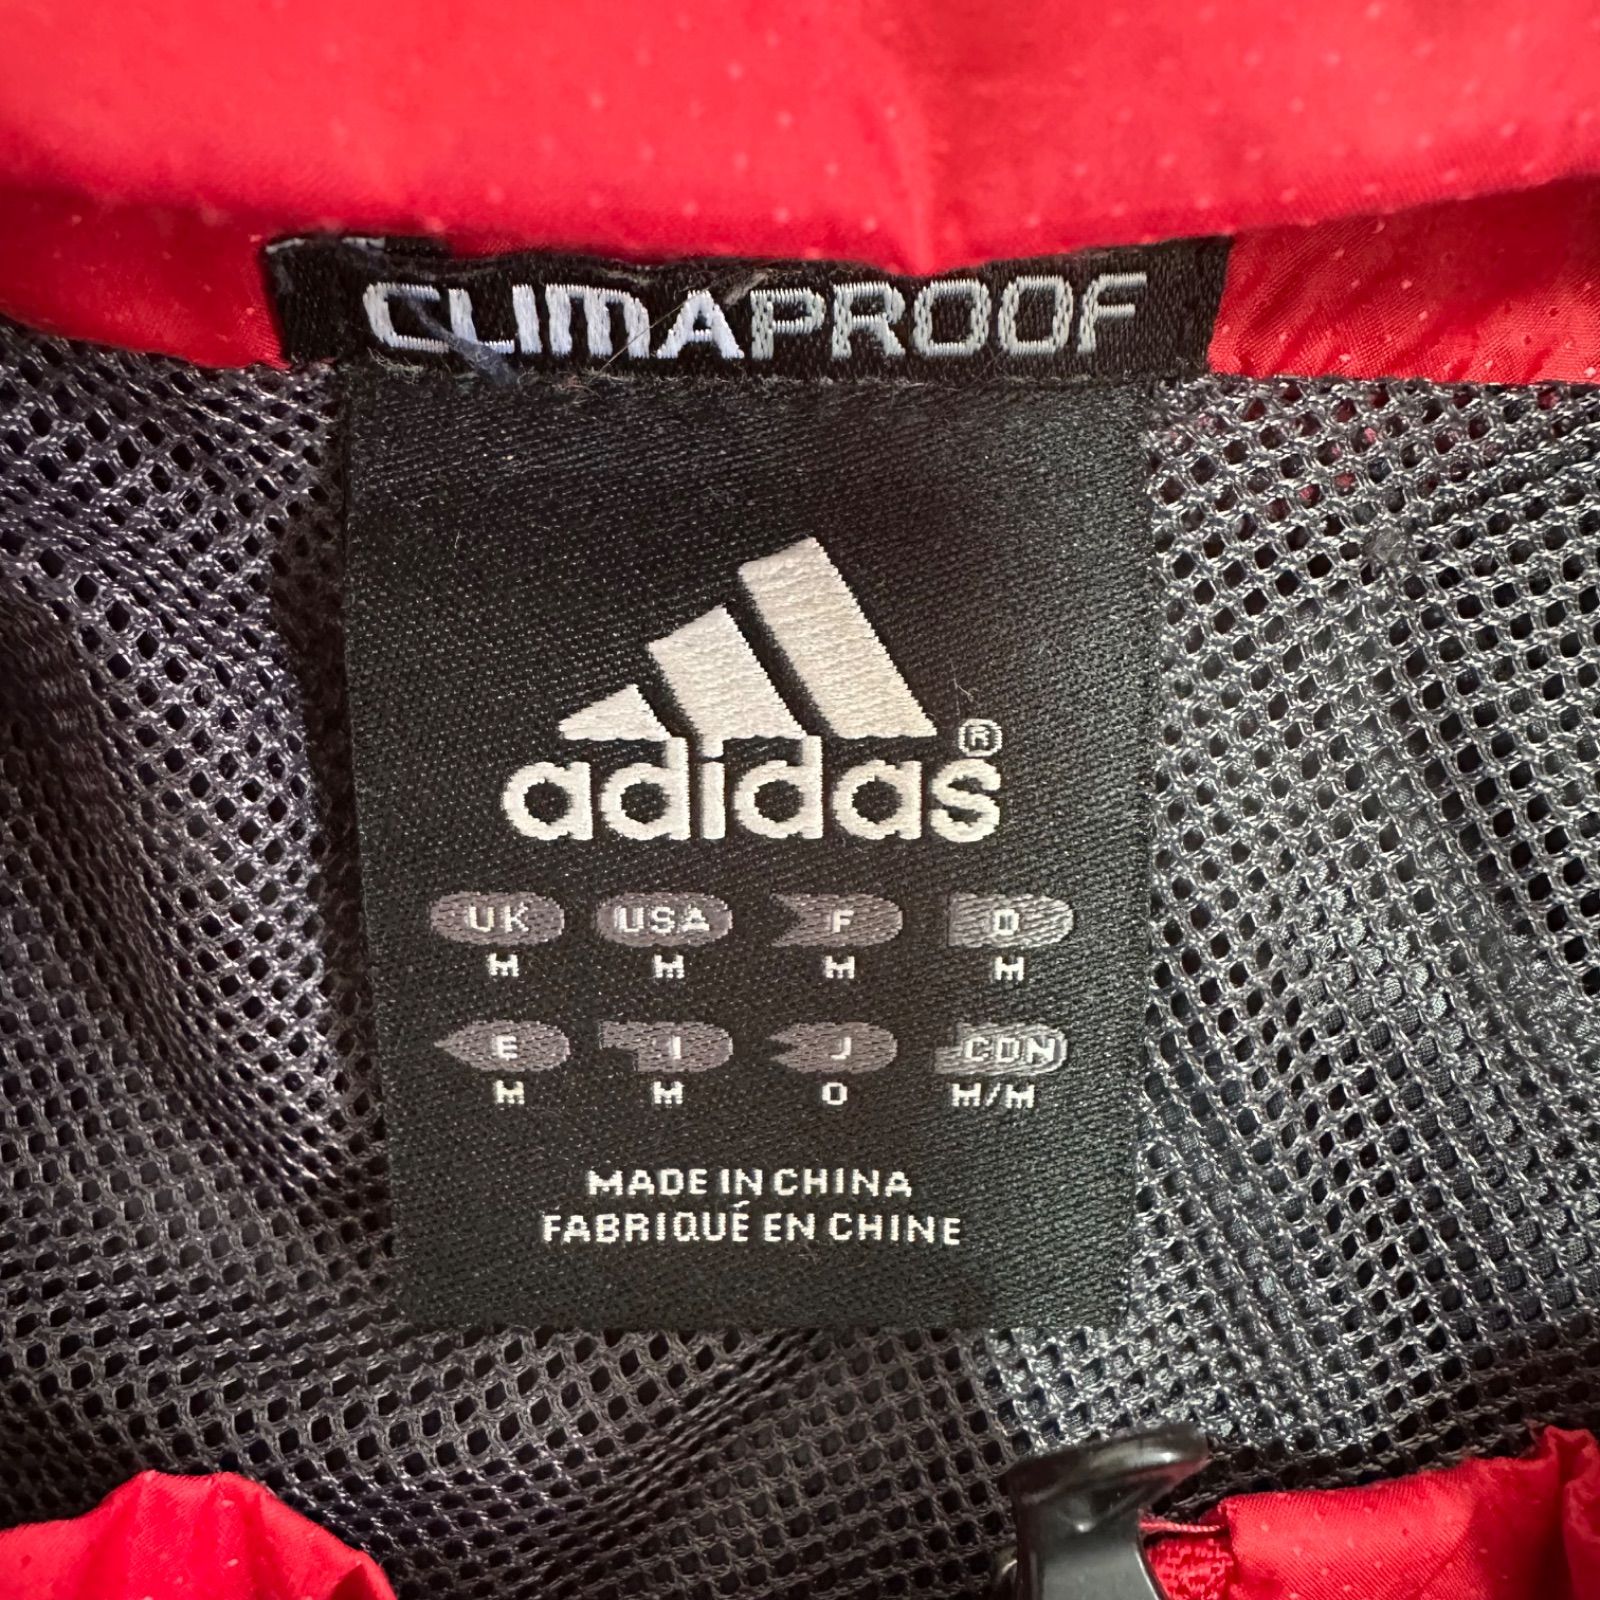 CLIMAPROOF
adidas®
UK USA F D
M M M M
E I J CDN
M M O M/M
MADE IN CHINA
FABRIQUÉ EN CHINE